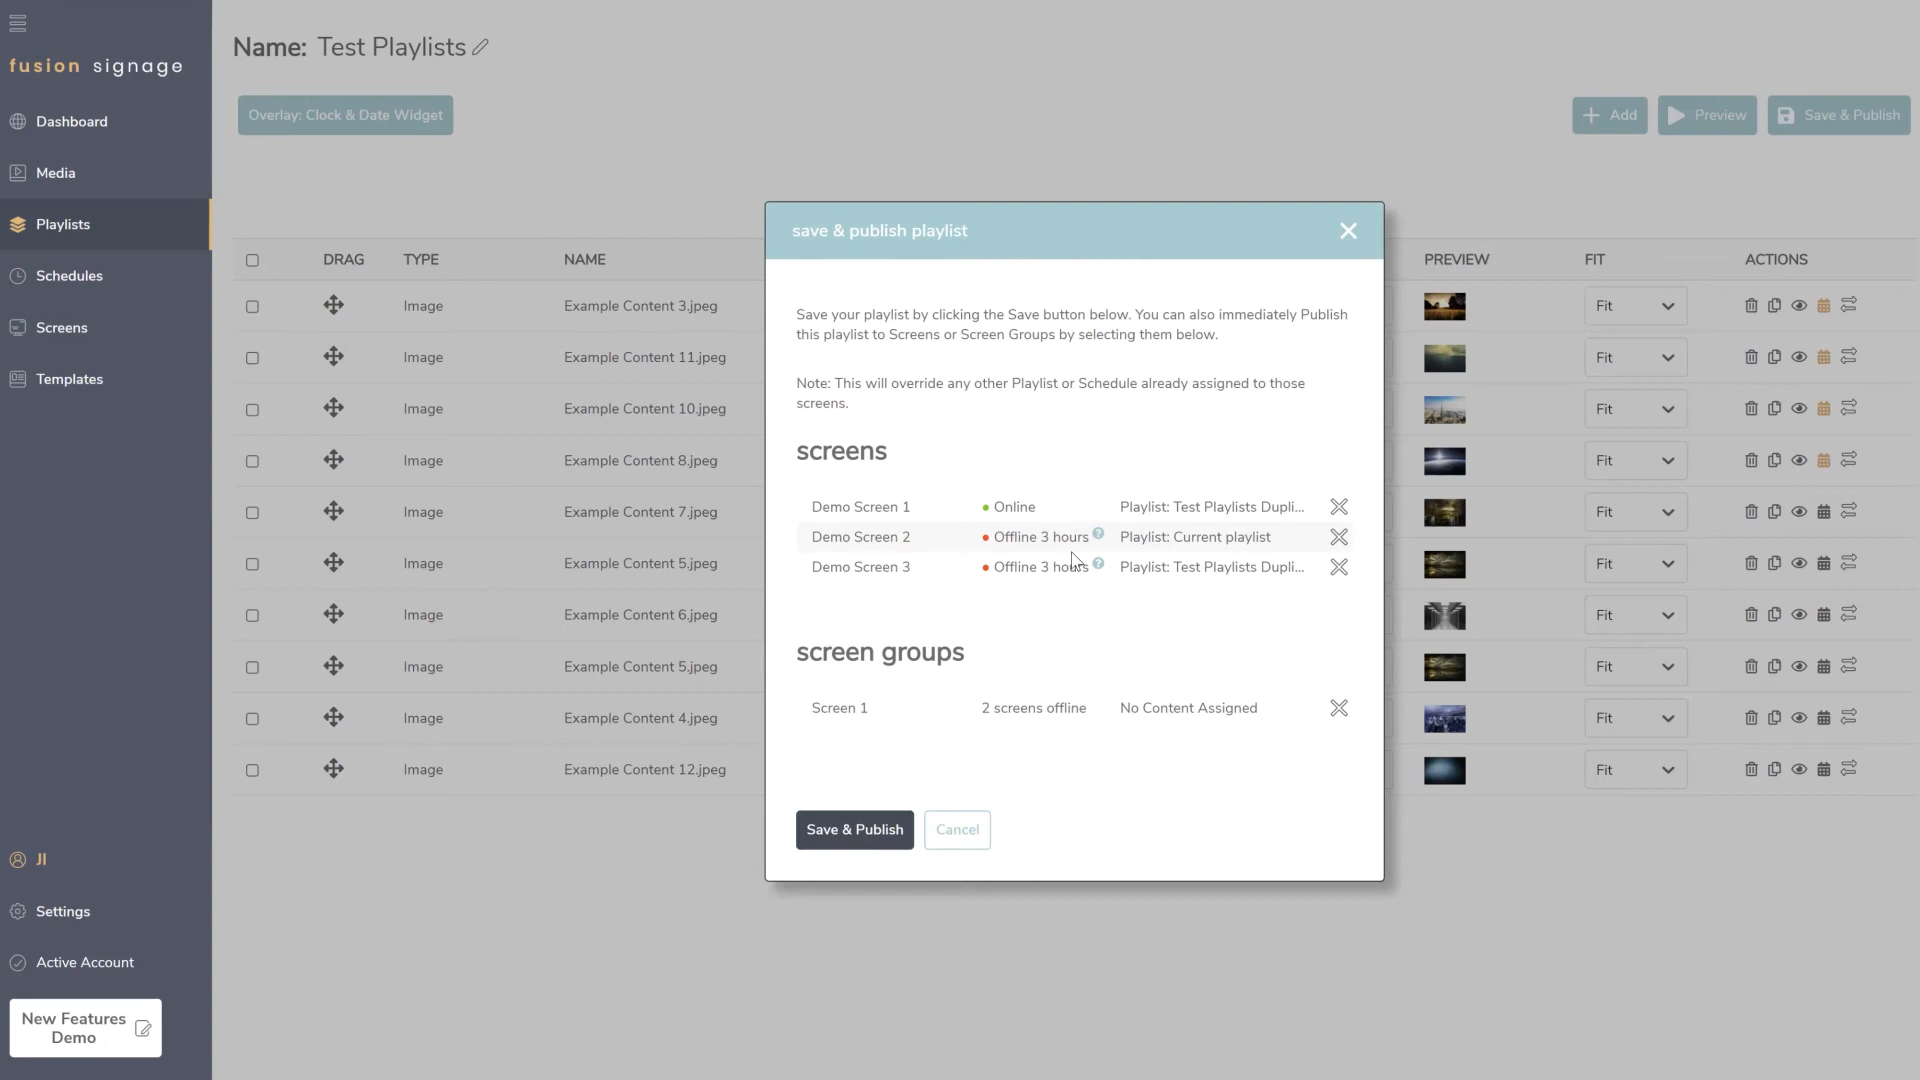 fusion signage
Dashboard
Media
Playlists
Schedules
Screens
Templates
JI
Settings
Active Account
New Features
Demo
Name: Test Playlists
Overlay: Clock & Date Widget
Add
Preview
Save & Publish
DRAG TYPE NAME PREVIEW FIT ACTIONS
Image Example Content 3.jpeg Fit
Image Example Content 11.jpeg Fit
Image Example Content 10.jpeg Fit
Image Example Content 8.jpeg Fit
Image Example Content 7.jpeg Fit
Image Example Content 5.jpeg Fit
Image Example Content 6.jpeg Fit
Image Example Content 5.jpeg Fit
Image Example Content 4.jpeg Fit
Image Example Content 12.jpeg Fit
save & publish playlist
Save your playlist by clicking the Save button below. You can also immediately Publish
this playlist to Screens or Screen Groups by selecting them below.
Note: This will override any other Playlist or Schedule already assigned to those
screens.
screens
Demo Screen 1 Online Playlist: Test Playlists Dupli...
Demo Screen 2 Offline 3 hours ? Playlist: Current playlist
Demo Screen 3 Offline 3 hours ? Playlist: Test Playlists Dupli...
screen groups
Screen 1 2 screens offline No Content Assigned
Save & Publish
Cancel